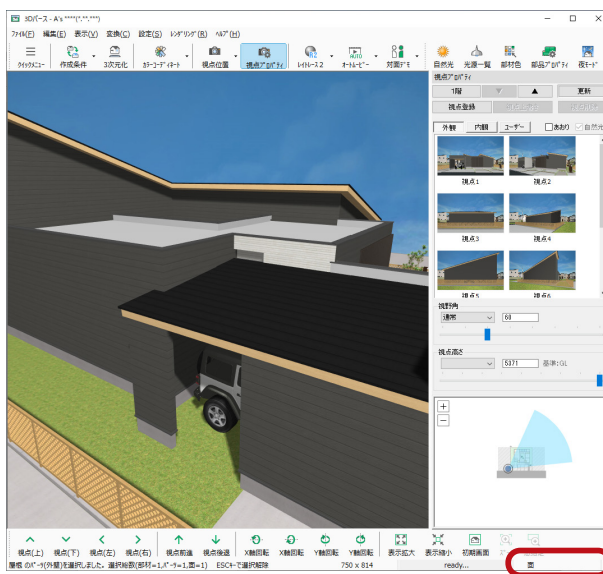 3Dパース - A's ****(*.**.***)
ファイル(F) 編集(E) 表示(V) 変換(C) 設定(S) レンダリング(R) ヘルプ(H)
クイックメニュー 作成条件 3次元化 カラーコーディネート 視点位置 視点プロパティ レイトレース2 オートムービー 対面デモ 自然光 光源一覧 部材色 部品プロパティ 夜モード
視点プロパティ
1階 ▼ ▲ 更新
視点登録
外観 内観 ユーザー あおり 自然光
視点1 視点2
視点3 視点4
視点5 視点6
視野角
通常 68
視点高さ
5371 基準:GL
+
−
視点(上) 視点(下) 視点(左) 視点(右) 視点前進 視点後退 X軸回転 X軸回転 Y軸回転 Y軸回転 表示拡大 表示縮小 初期画面
屋根 のパーツ(外壁)を選択しました。選択総数(部材=1,パーツ=1,面=1) ESCキーで選択解除 750 x 814 ready... 面